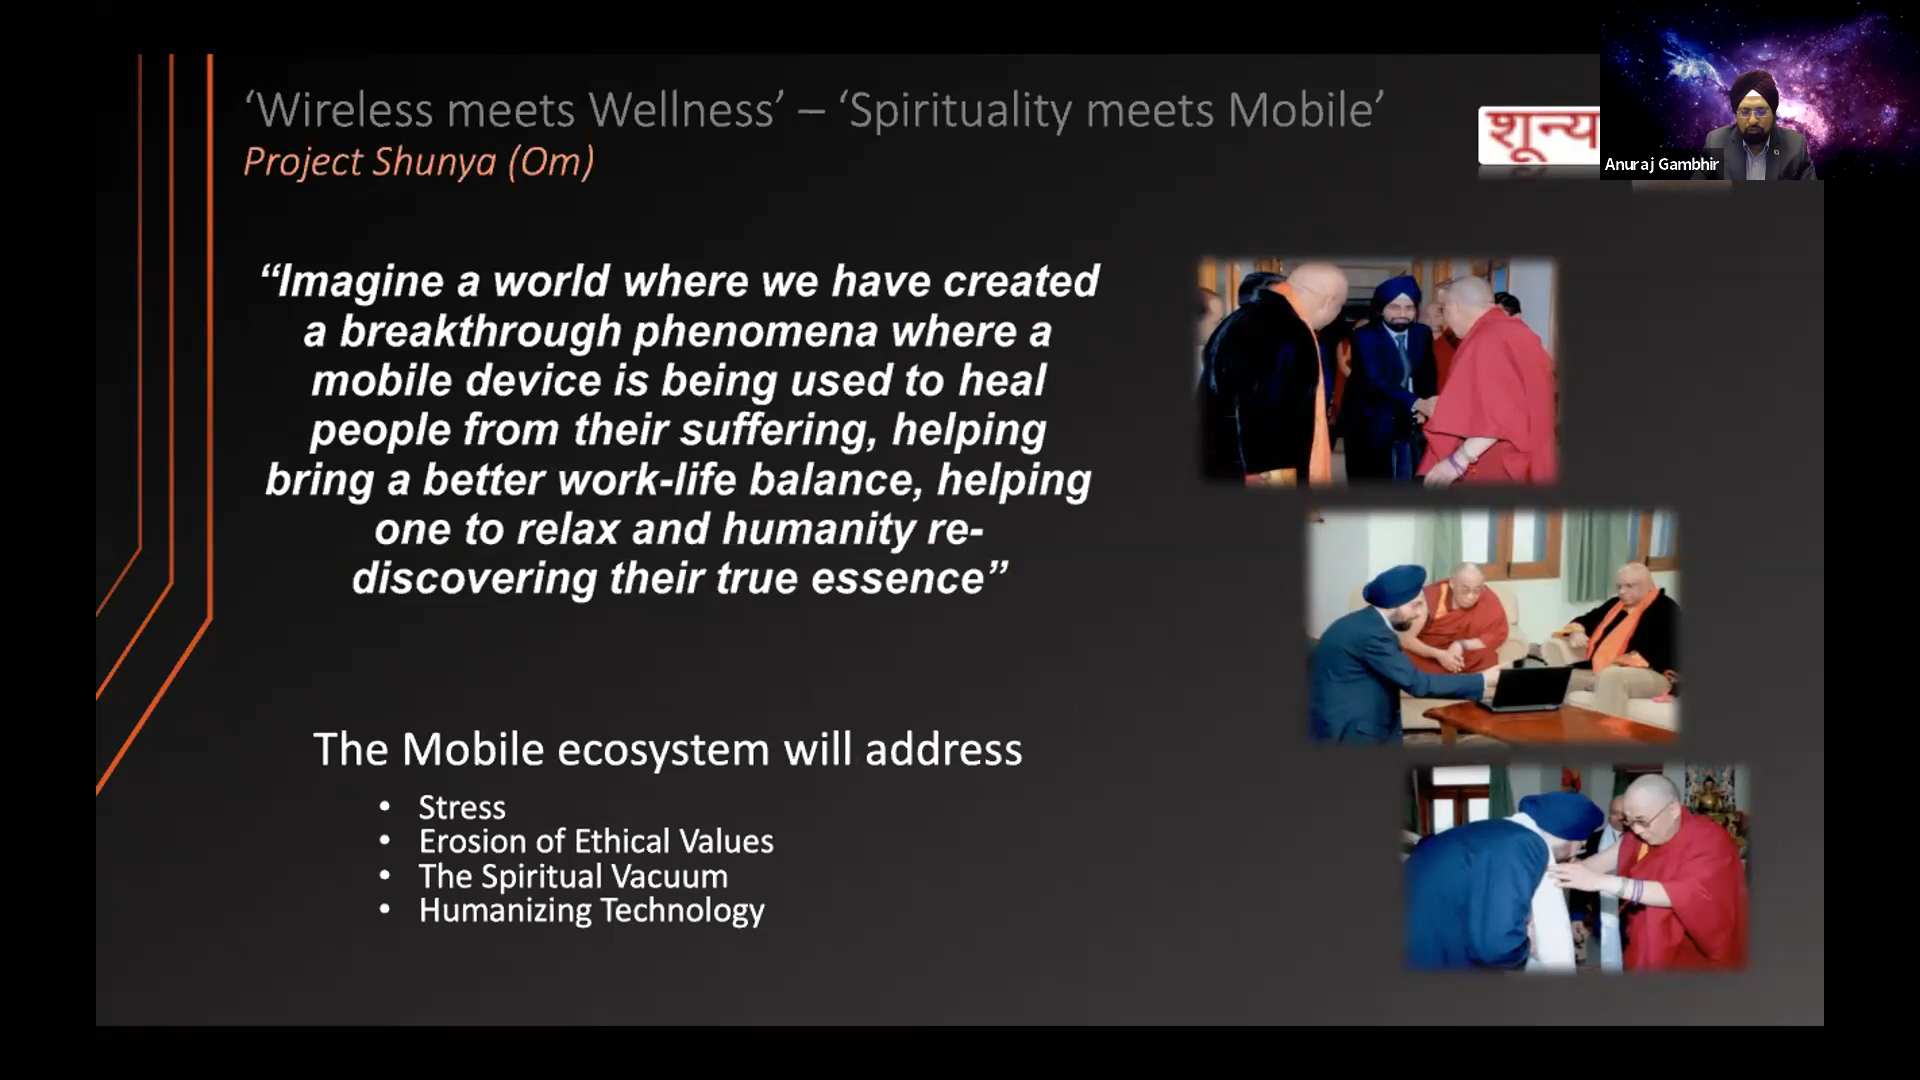 ‘Wireless meets Wellness’ – ‘Spirituality meets Mobile’
Project Shunya (Om)
शून्य
Anuraj Gambhir
“Imagine a world where we have created
a breakthrough phenomena where a
mobile device is being used to heal
people from their suffering, helping
bring a better work-life balance, helping
one to relax and humanity re-
discovering their true essence”
The Mobile ecosystem will address
• Stress
• Erosion of Ethical Values
• The Spiritual Vacuum
• Humanizing Technology